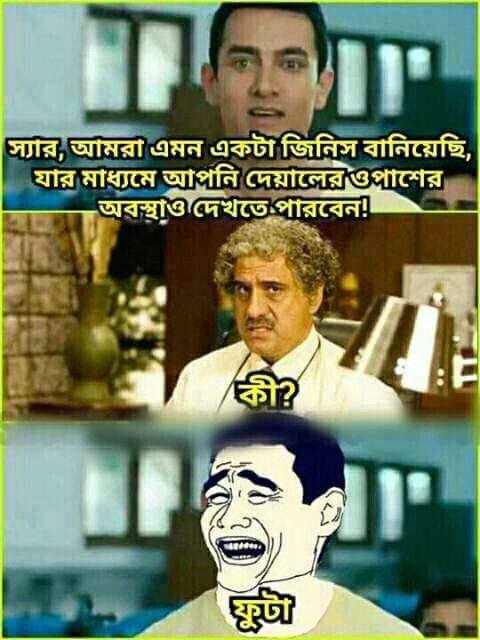 স্যার, আমরা এমন একটা জিনিস বানিয়েছি,
যার মাধ্যমে আপনি দেয়ালের ওপাশের
অবস্থাও দেখতে পারবেন!
কী?
ফুটা